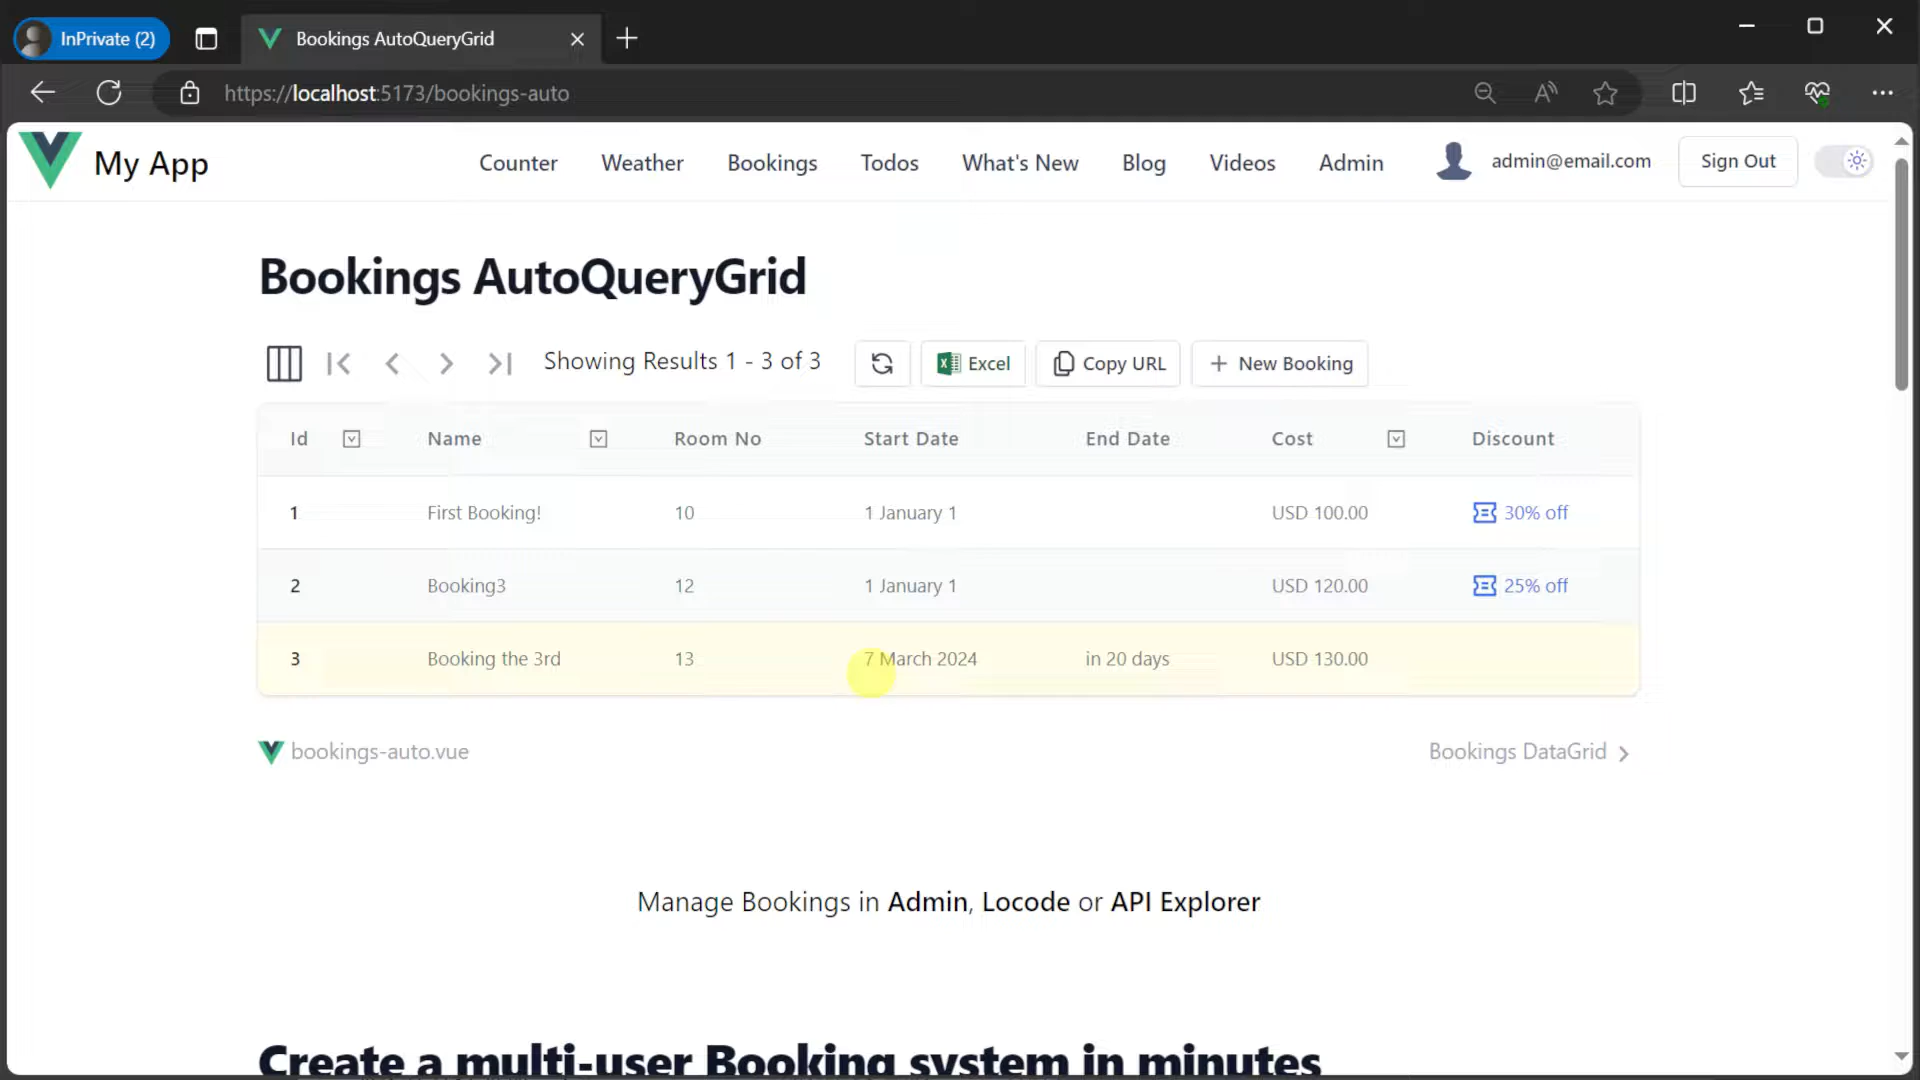 InPrivate (2)
Bookings AutoQueryGrid
https://localhost:5173/bookings-auto
My App
Counter Weather Bookings Todos What's New Blog Videos Admin admin@email.com Sign Out
Bookings AutoQueryGrid
Showing Results 1 - 3 of 3 Excel Copy URL New Booking
Id Name Room No Start Date End Date Cost Discount
1 First Booking! 10 1 January 1 USD 100.00 30% off
2 Booking3 12 1 January 1 USD 120.00 25% off
3 Booking the 3rd 13 7 March 2024 in 20 days USD 130.00
bookings-auto.vue Bookings DataGrid
Manage Bookings in Admin, Locode or API Explorer
Create a multi-user Booking system in minutes